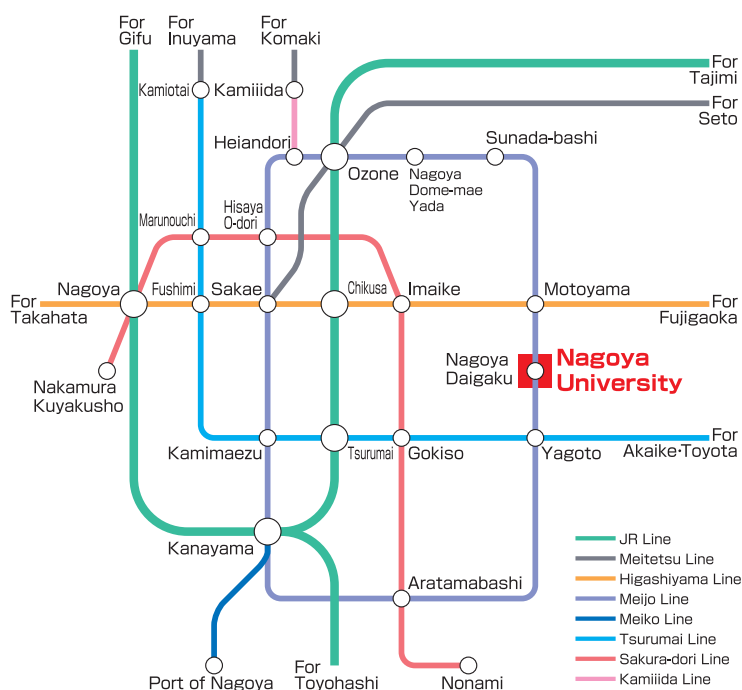 For
Gifu
For
Inuyama
For
Komaki
For
Tajimi
Kamiotai
Kamiiida
For
Seto
Heiandori
Sunada-bashi
Ozone
Nagoya
Dome-mae
Yada
Marunouchi
Hisaya
O-dori
Nagoya
Fushimi
Sakae
Chikusa
Imaike
Motoyama
For
Takahata
For
Fujigaoka
Nakamura
Kuyakusho
Nagoya
Daigaku
Nagoya
University
Kamimaezu
Tsurumai
Gokiso
Yagoto
For
Akaike·Toyota
Kanayama
Aratamabashi
Port of Nagoya
For
Toyohashi
Nonami
JR Line
Meitetsu Line
Higashiyama Line
Meijo Line
Meiko Line
Tsurumai Line
Sakura-dori Line
Kamiiida Line